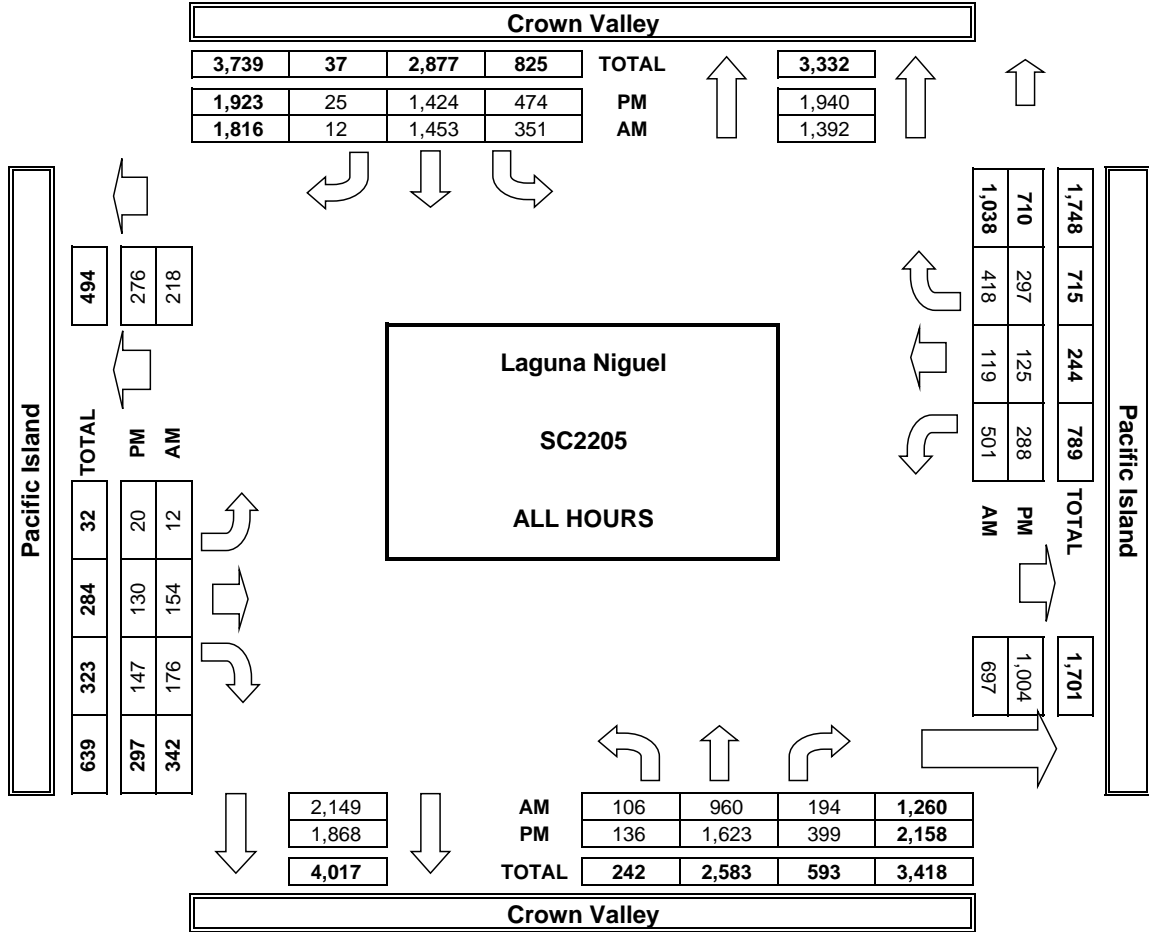 Crown Valley
3,739 37 2,877 825 TOTAL 3,332
1,923 25 1,424 474 PM 1,940
1,816 12 1,453 351 AM 1,392
Pacific Island
494 276 218
TOTAL PM AM
32 20 12
284 130 154
323 147 176
639 297 342
Laguna Niguel
SC2205
ALL HOURS
1,038 710 1,748
418 297 715
119 125 244
501 288 789
AM PM TOTAL
697 1,004 1,701
Pacific Island
2,149 AM 106 960 194 1,260
1,868 PM 136 1,623 399 2,158
4,017 TOTAL 242 2,583 593 3,418
Crown Valley